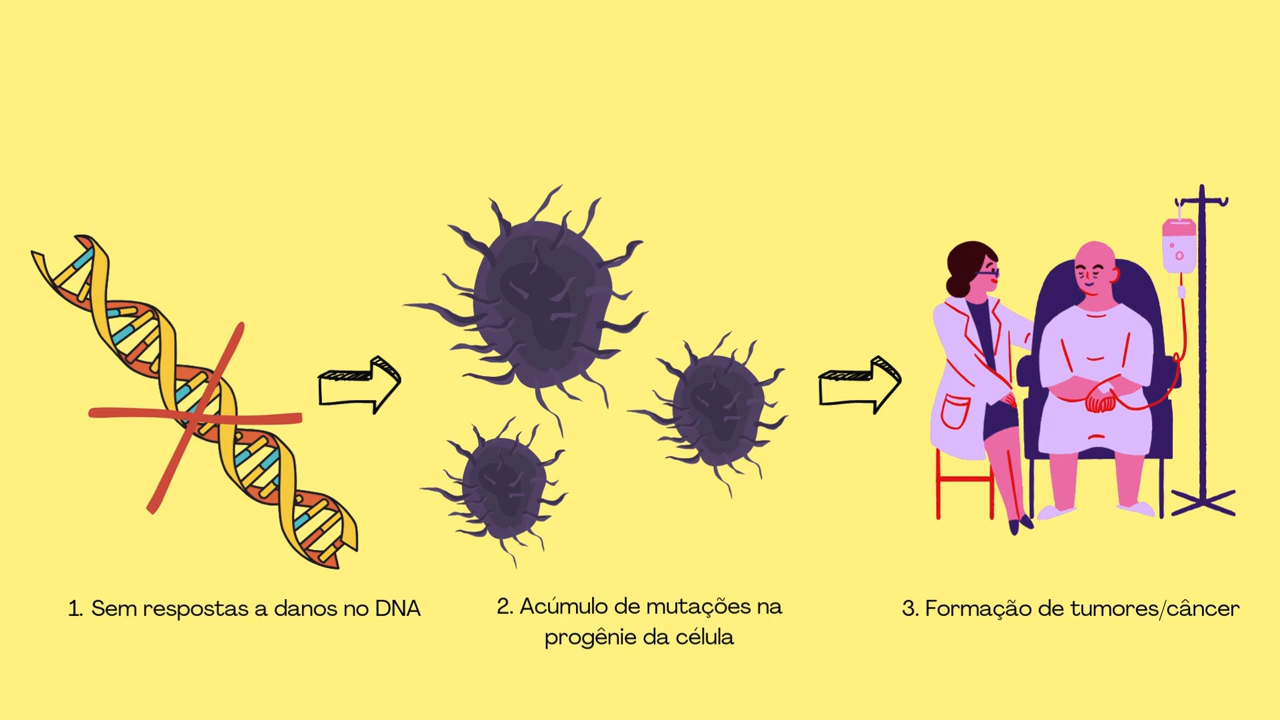 1. Sem respostas a danos no DNA
2. Acúmulo de mutações na
progênie da célula
3. Formação de tumores/câncer